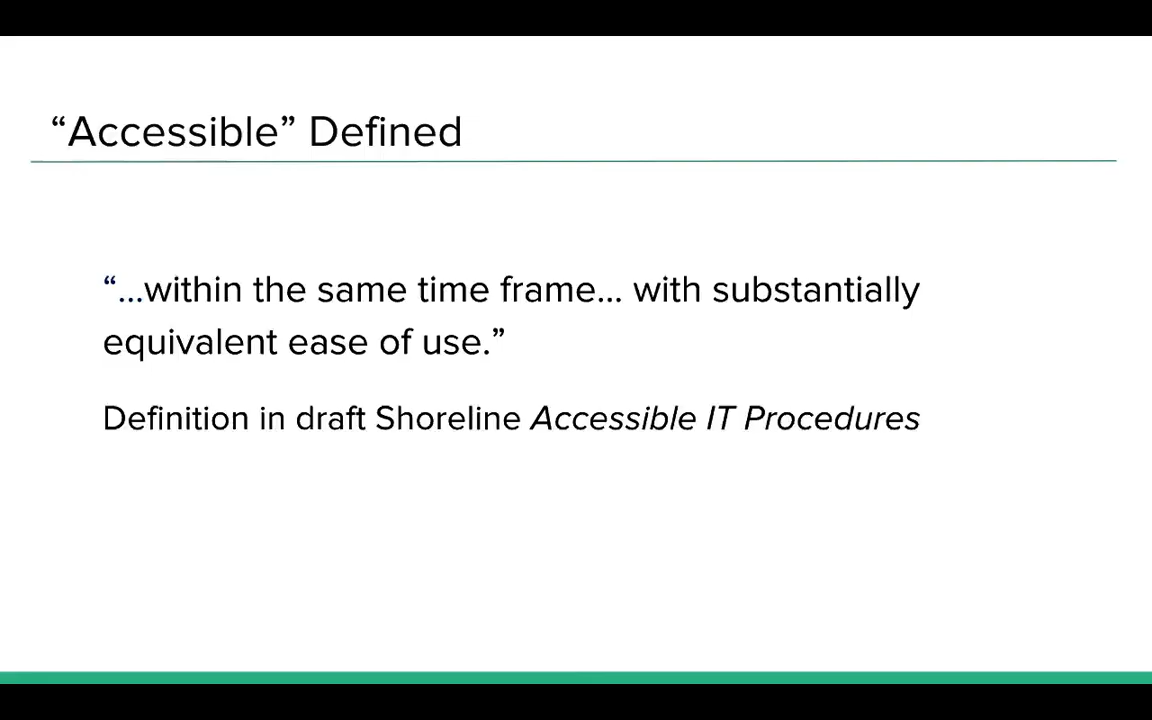 “Accessible” Defined
“...within the same time frame... with substantially
equivalent ease of use.”
Definition in draft Shoreline Accessible IT Procedures